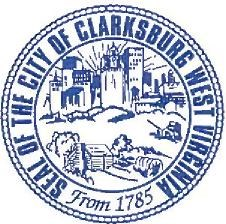 SEAL OF THE CITY OF CLARKSBURG WEST VIRGINIA
From 1785